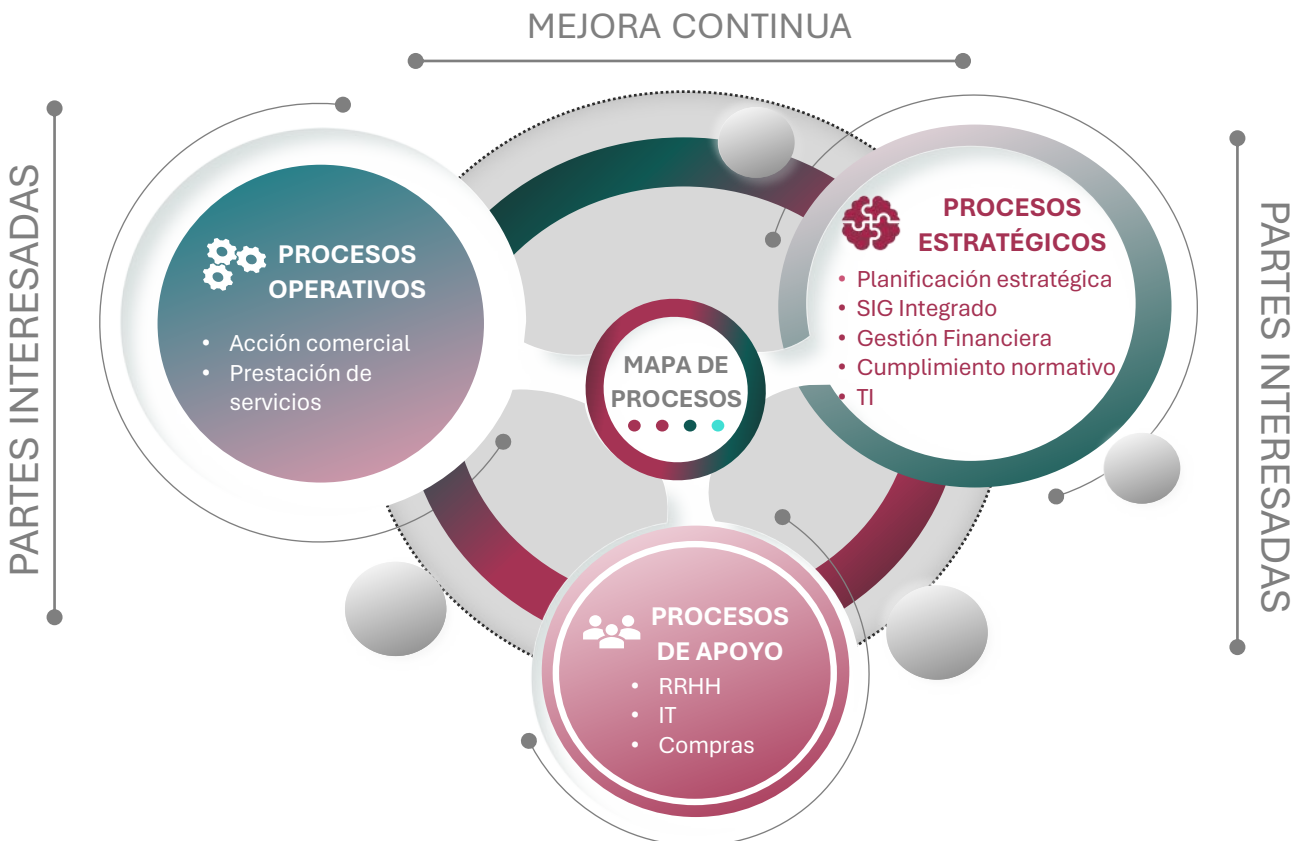 MEJORA CONTINUA
PARTES INTERESADAS
PROCESOS
OPERATIVOS
• Acción comercial
• Prestación de
servicios
MAPA DE
PROCESOS
PROCESOS
ESTRATÉGICOS
• Planificación estratégica
• SIG Integrado
• Gestión Financiera
• Cumplimiento normativo
• TI
PROCESOS
DE APOYO
• RRHH
• IT
• Compras
PARTES INTERESADAS